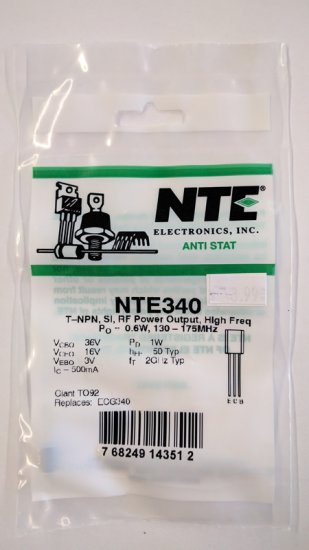 NTE®
ELECTRONICS, INC.
ANTI STAT
NTE340
T-NPN, SI, RF Power Output, High Freq
PO - 0.6W, 130 - 175MHz
VCBO 36V PD 1W
VCEO 16V hFE 50 Typ
VEBO 3V fT 2GHz Typ
IC - 500mA
Giant TO92
Replaces: ECG340
E C B
7 68249 14351 2